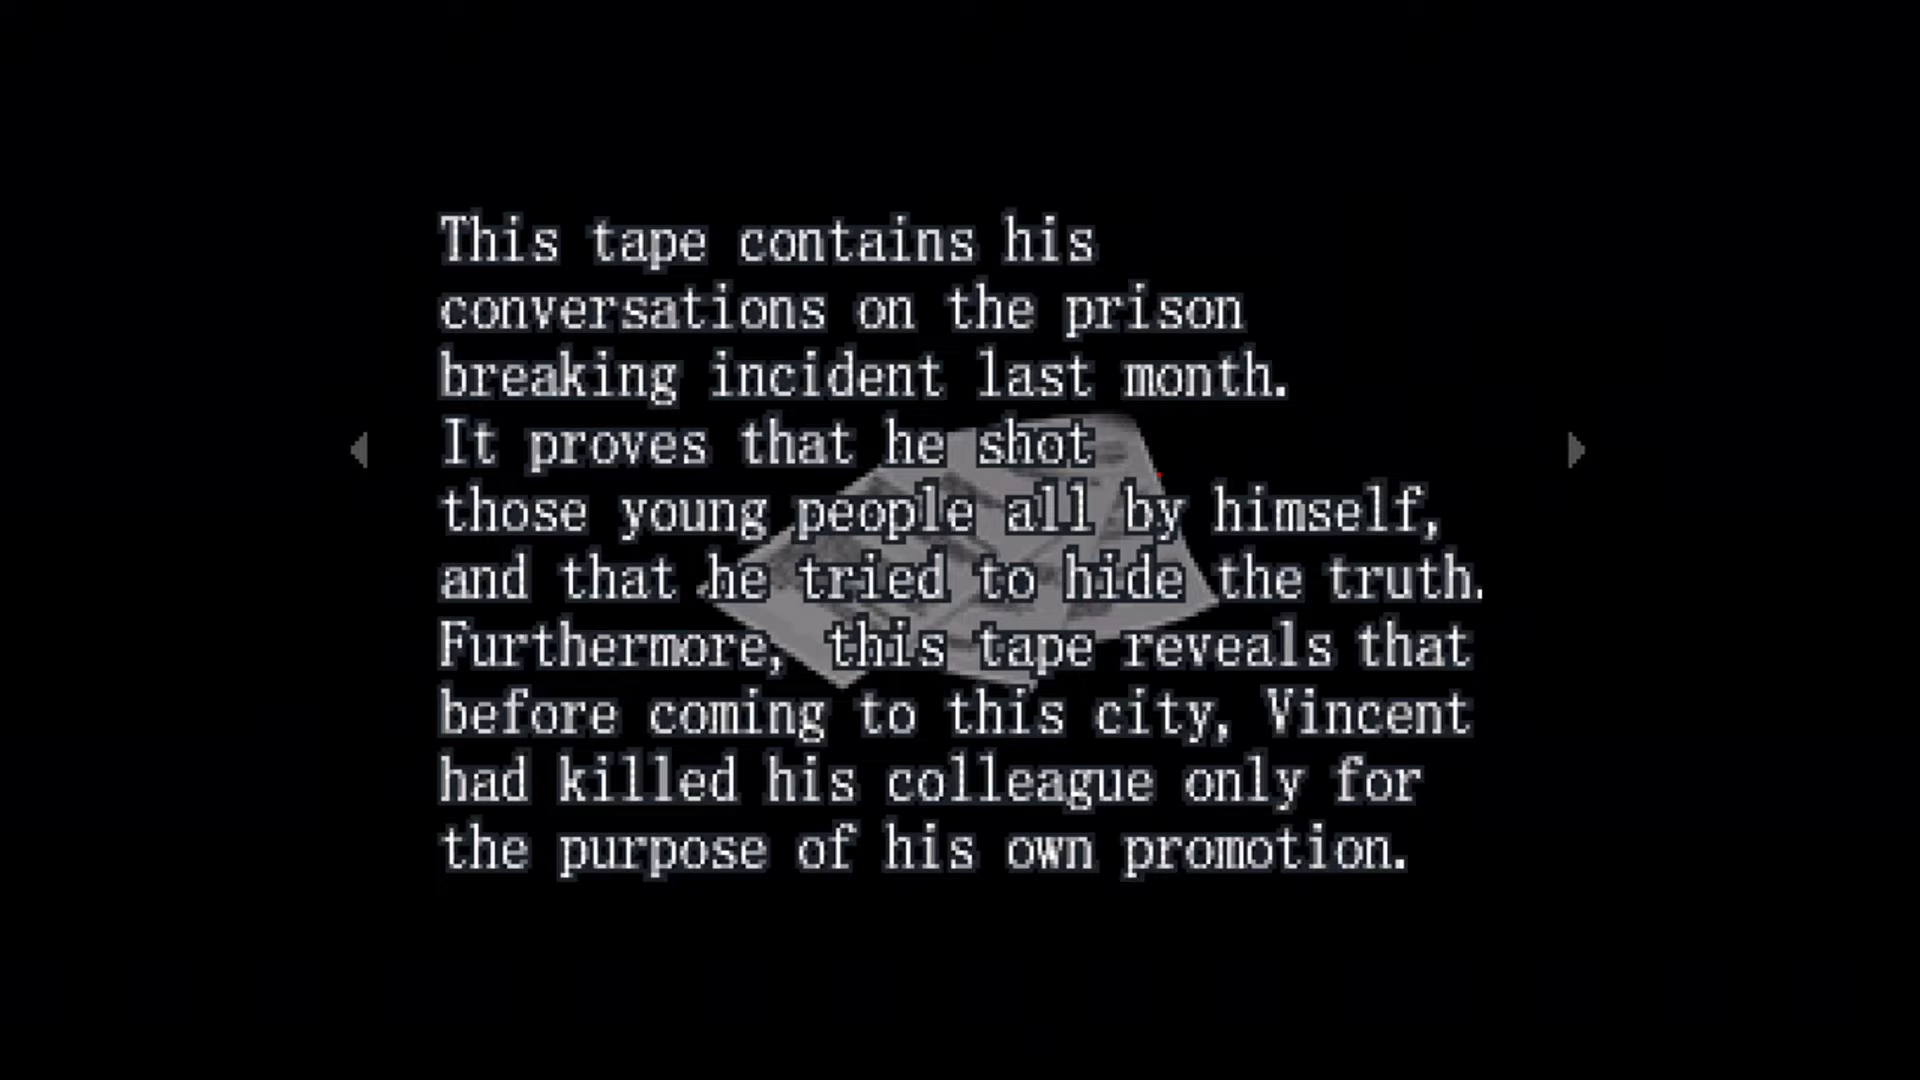 This tape contains his
conversations on the prison
breaking incident last month.
It proves that he shot
those young people all by himself,
and that he tried to hide the truth.
Furthermore, this tape reveals that
before coming to this city, Vincent
had killed his colleague only for
the purpose of his own promotion.